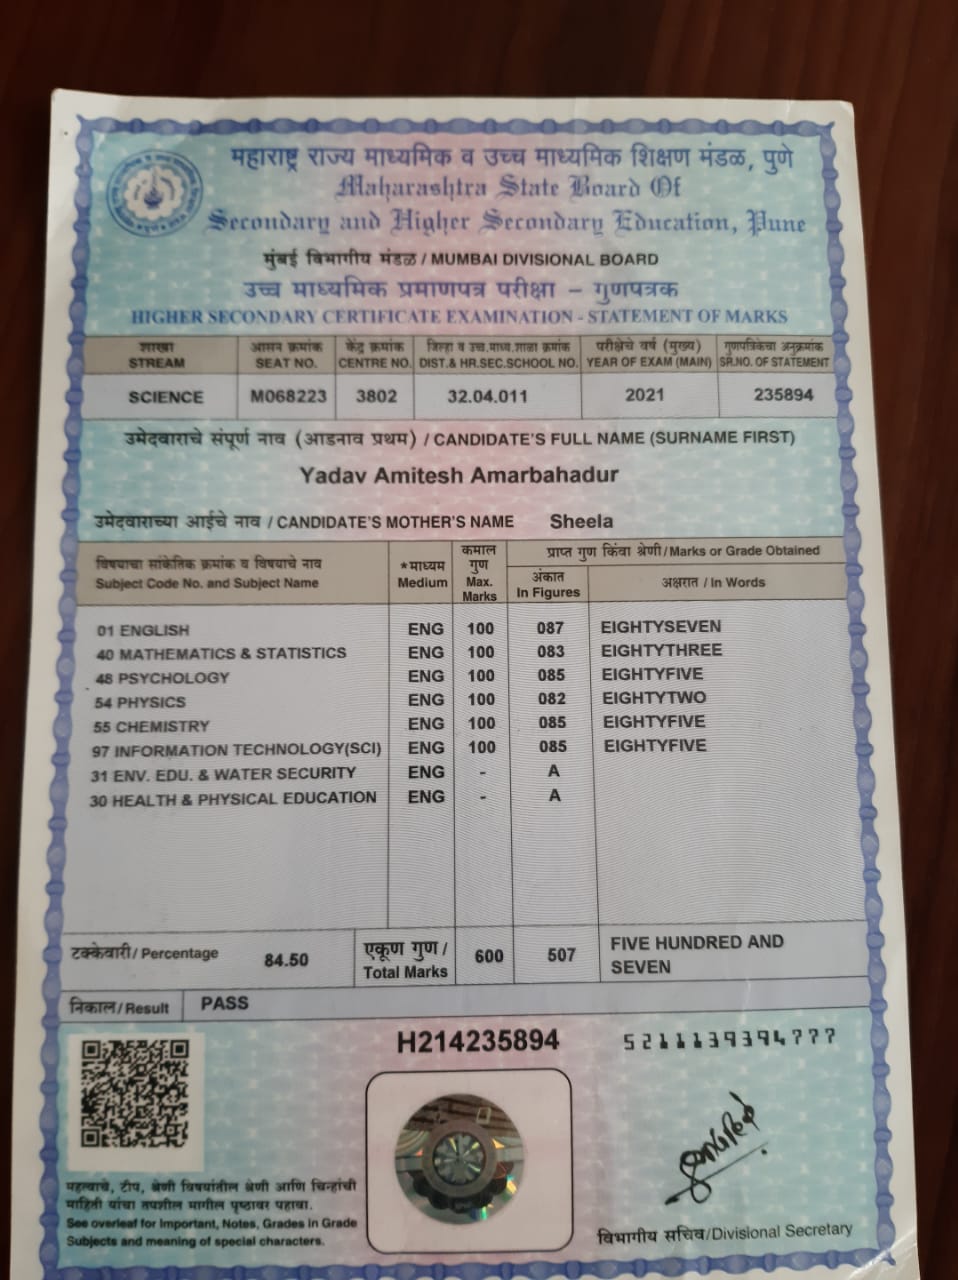 महाराष्ट्र राज्य माध्यमिक व उच्च माध्यमिक शिक्षण मंडळ, पुणे
Maharashtra State Board Of
Secondary and Higher Secondary Education, Pune
मुंबई विभागीय मंडळ / MUMBAI DIVISIONAL BOARD
उच्च माध्यमिक प्रमाणपत्र परीक्षा – गुणपत्रक
HIGHER SECONDARY CERTIFICATE EXAMINATION - STATEMENT OF MARKS
शाखा आसन क्रमांक केंद्र क्रमांक जिल्हा व उच्च.माध्य.शाळा क्रमांक परीक्षेचे वर्ष (मुख्य) गुणपत्रिकेचा अनुक्रमांक
STREAM SEAT NO. CENTRE NO. DIST.& HR.SEC.SCHOOL NO. YEAR OF EXAM (MAIN) SR.NO. OF STATEMENT
SCIENCE M068223 3802 32.04.011 2021 235894
उमेदवाराचे संपूर्ण नाव (आडनाव प्रथम) / CANDIDATE'S FULL NAME (SURNAME FIRST)
Yadav Amitesh Amarbahadur
उमेदवाराच्या आईचे नाव / CANDIDATE'S MOTHER'S NAME Sheela
विषयाचा सांकेतिक क्रमांक व विषयाचे नाव
Subject Code No. and Subject Name
*माध्यम
Medium
कमाल
गुण
Max.
Marks
प्राप्त गुण किंवा श्रेणी/Marks or Grade Obtained
अंकात
In Figures
अक्षरात / In Words
01 ENGLISH ENG 100 087 EIGHTYSEVEN
40 MATHEMATICS & STATISTICS ENG 100 083 EIGHTYTHREE
48 PSYCHOLOGY ENG 100 085 EIGHTYFIVE
54 PHYSICS ENG 100 082 EIGHTYTWO
55 CHEMISTRY ENG 100 085 EIGHTYFIVE
97 INFORMATION TECHNOLOGY(SCI) ENG 100 085 EIGHTYFIVE
31 ENV. EDU. & WATER SECURITY ENG - A
30 HEALTH & PHYSICAL EDUCATION ENG - A
टक्केवारी/Percentage 84.50
एकूण गुण /
Total Marks
600 507
FIVE HUNDRED AND
SEVEN
निकाल/Result PASS
H214235894
5211139394777
महत्वाचे, टीप, श्रेणी विषयांतील श्रेणी आणि चिन्हांची
माहिती यांचा तपशील मागील पृष्ठावर पहावा.
See overleaf for Important, Notes, Grades in Grade
Subjects and meaning of special characters.
विभागीय सचिव/Divisional Secretary